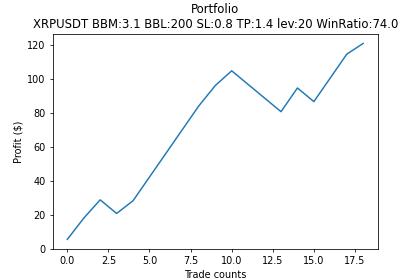 Portfolio
XRPUSDT BBM:3.1 BBL:200 SL:0.8 TP:1.4 lev:20 WinRatio:74.0
120
100
80
60
40
20
0
Profit ($)
0.0 2.5 5.0 7.5 10.0 12.5 15.0 17.5
Trade counts